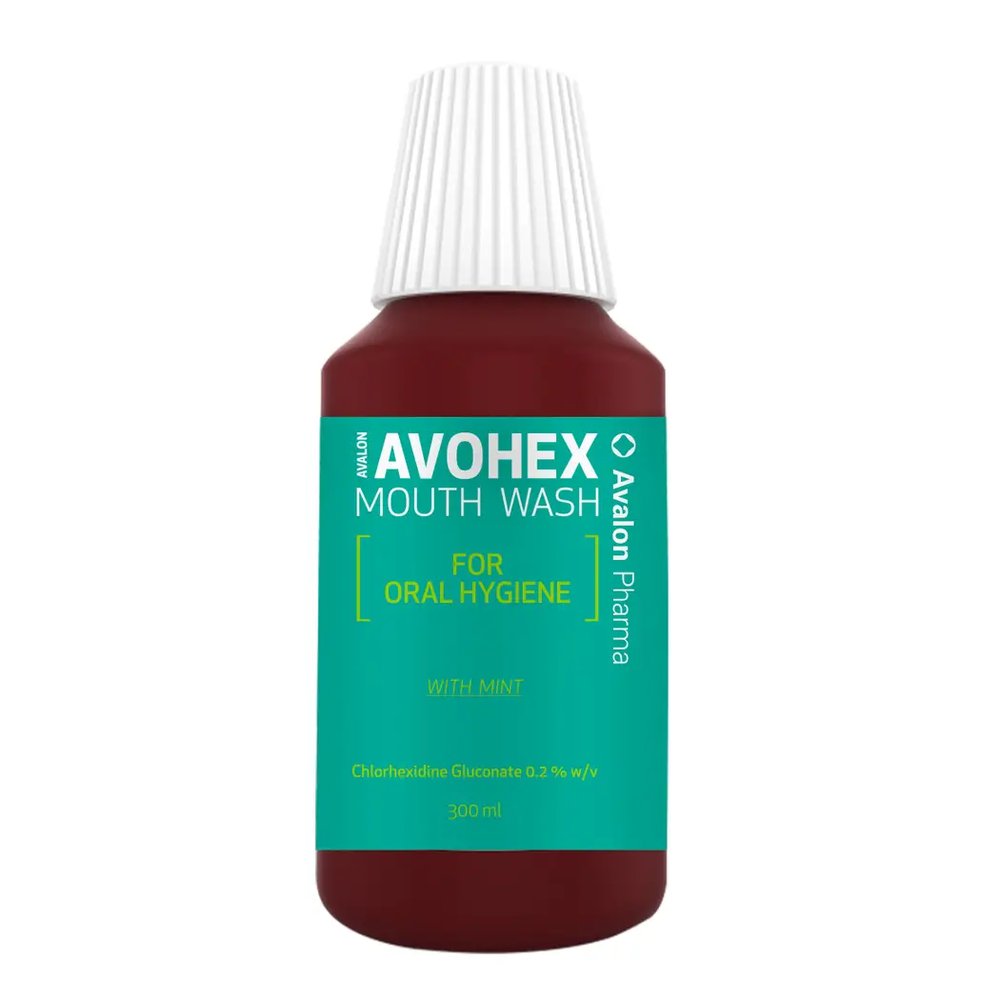 AVALON
AVOHEX
MOUTH WASH
FOR
ORAL HYGIENE
WITH MINT
Chlorhexidine Gluconate 0.2 % w/v
300 ml
Avalon Pharma